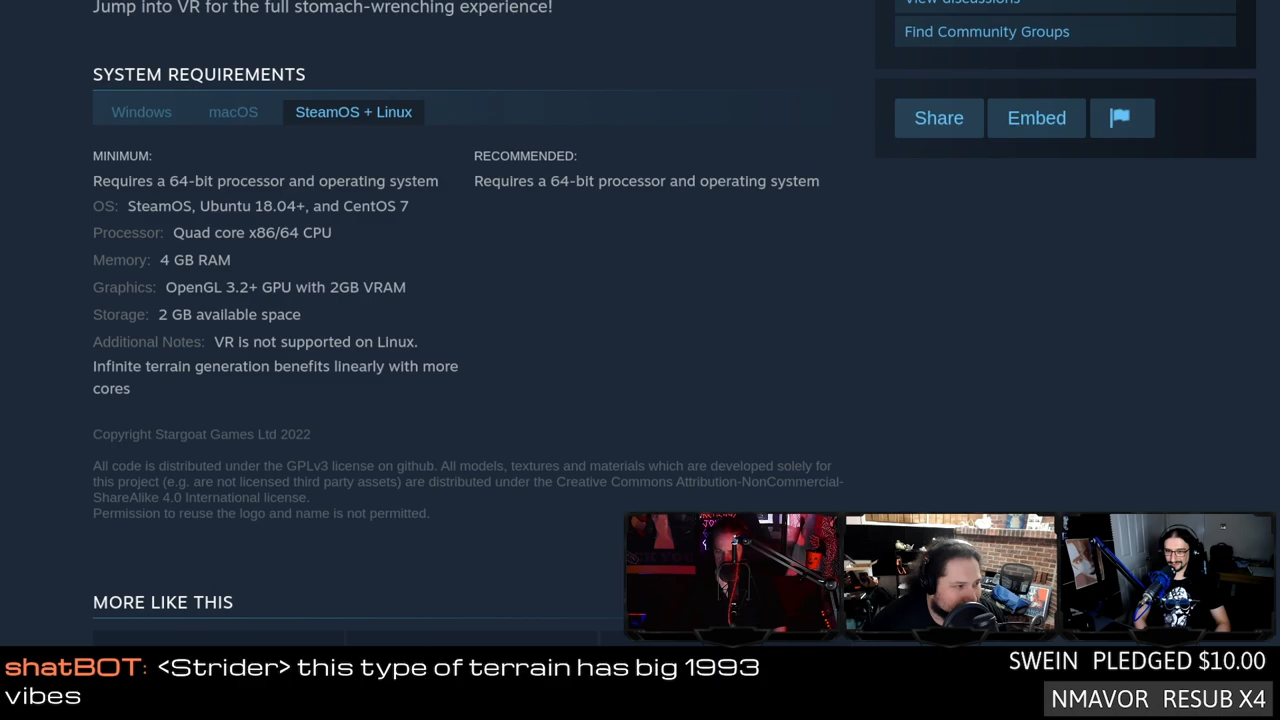 Jump into VR for the full stomach-wrenching experience!
Find Community Groups
SYSTEM REQUIREMENTS
Windows macOS SteamOS + Linux
Share Embed
MINIMUM:
Requires a 64-bit processor and operating system
OS: SteamOS, Ubuntu 18.04+, and CentOS 7
Processor: Quad core x86/64 CPU
Memory: 4 GB RAM
Graphics: OpenGL 3.2+ GPU with 2GB VRAM
Storage: 2 GB available space
Additional Notes: VR is not supported on Linux.
Infinite terrain generation benefits linearly with more
cores
RECOMMENDED:
Requires a 64-bit processor and operating system
Copyright Stargoat Games Ltd 2022
All code is distributed under the GPLv3 license on github. All models, textures and materials which are developed solely for
this project (e.g. are not licensed third party assets) are distributed under the Creative Commons Attribution-NonCommercial-
ShareAlike 4.0 International license.
Permission to reuse the logo and name is not permitted.
MORE LIKE THIS
shatBOT: <Strider> this type of terrain has big 1993
vibes
SWEIN PLEDGED $10.00
NMAVOR RESUB X4